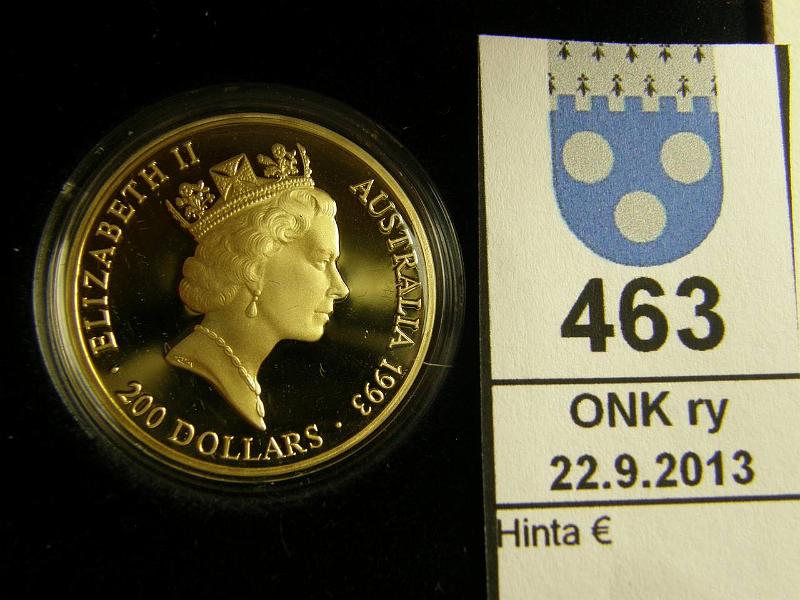 ELIZABETH II
AUSTRALIA 1993
· 200 DOLLARS ·
463
ONK ry
22.9.2013
Hinta €